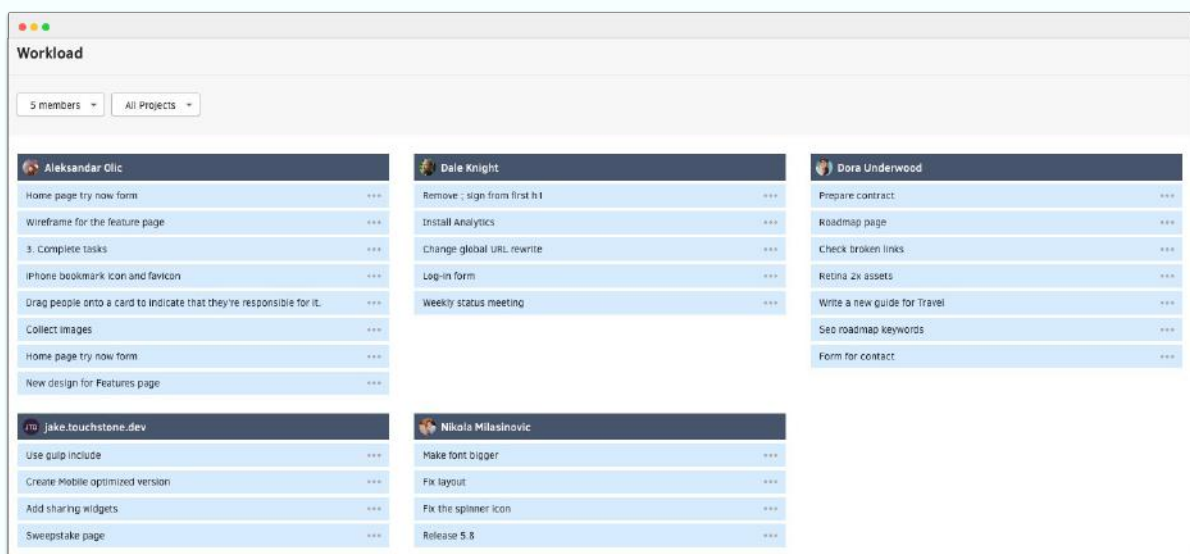 Workload
5 members
All Projects
Aleksandar Olic
Home page try now form
Wireframe for the feature page
3. Complete tasks
iPhone bookmark icon and favicon
Drag people onto a card to indicate that they're responsible for it.
Collect images
Home page try now form
New design for Features page
Dale Knight
Remove ; sign from first h1
Install Analytics
Change global URL rewrite
Log-in form
Weekly status meeting
Dora Underwood
Prepare contract
Roadmap page
Check broken links
Retina 2x assets
Write a new guide for Travel
Seo roadmap keywords
Form for contact
jake.touchstone.dev
Use gulp include
Create Mobile optimized version
Add sharing widgets
Sweepstake page
Nikola Milasinovic
Make font bigger
Fix layout
Fix the spinner icon
Release 5.8